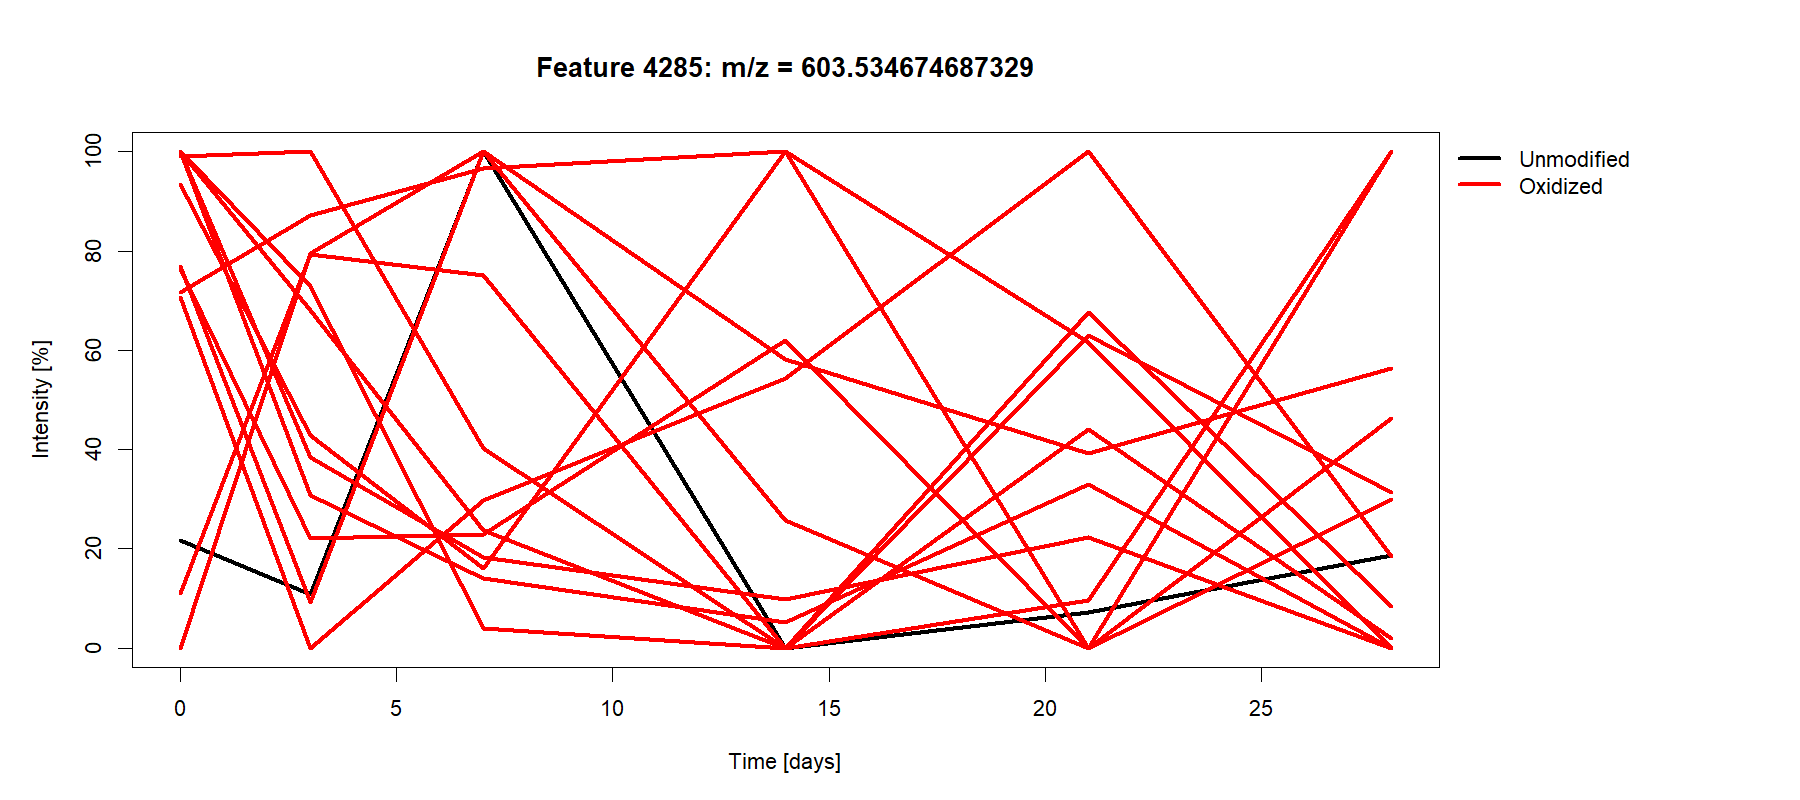 Feature 4285: m/z = 603.534674687329
Unmodified
Oxidized
Intensity [%]
100
80
60
40
20
0
0 5 10 15 20 25
Time [days]